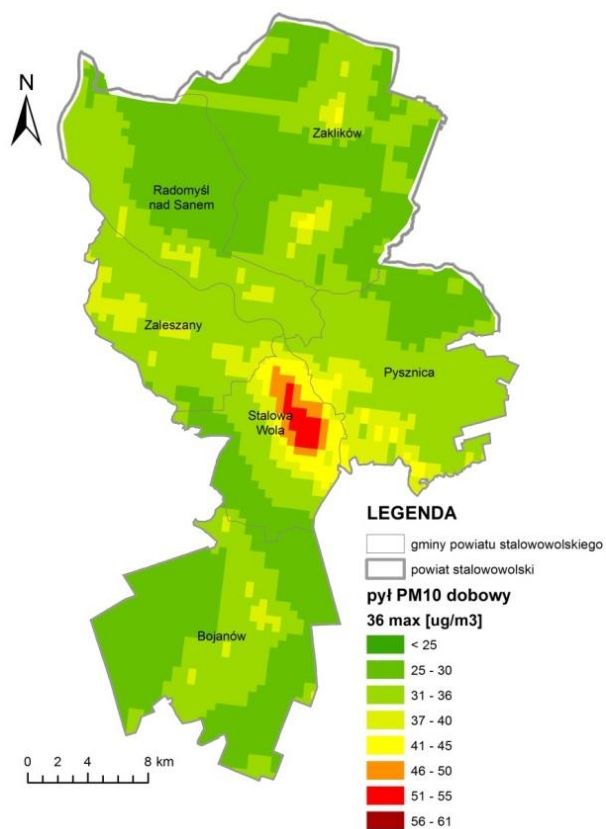 N
Zaklików
Radomyśl
nad Sanem
Zaleszany
Pysznica
Stalowa
Wola
Bojanów
LEGENDA
gminy powiatu stalowowolskiego
powiat stalowowolski
pył PM10 dobowy
36 max [ug/m3]
< 25
25 - 30
31 - 36
37 - 40
41 - 45
46 - 50
51 - 55
56 - 61
0 2 4 8 km